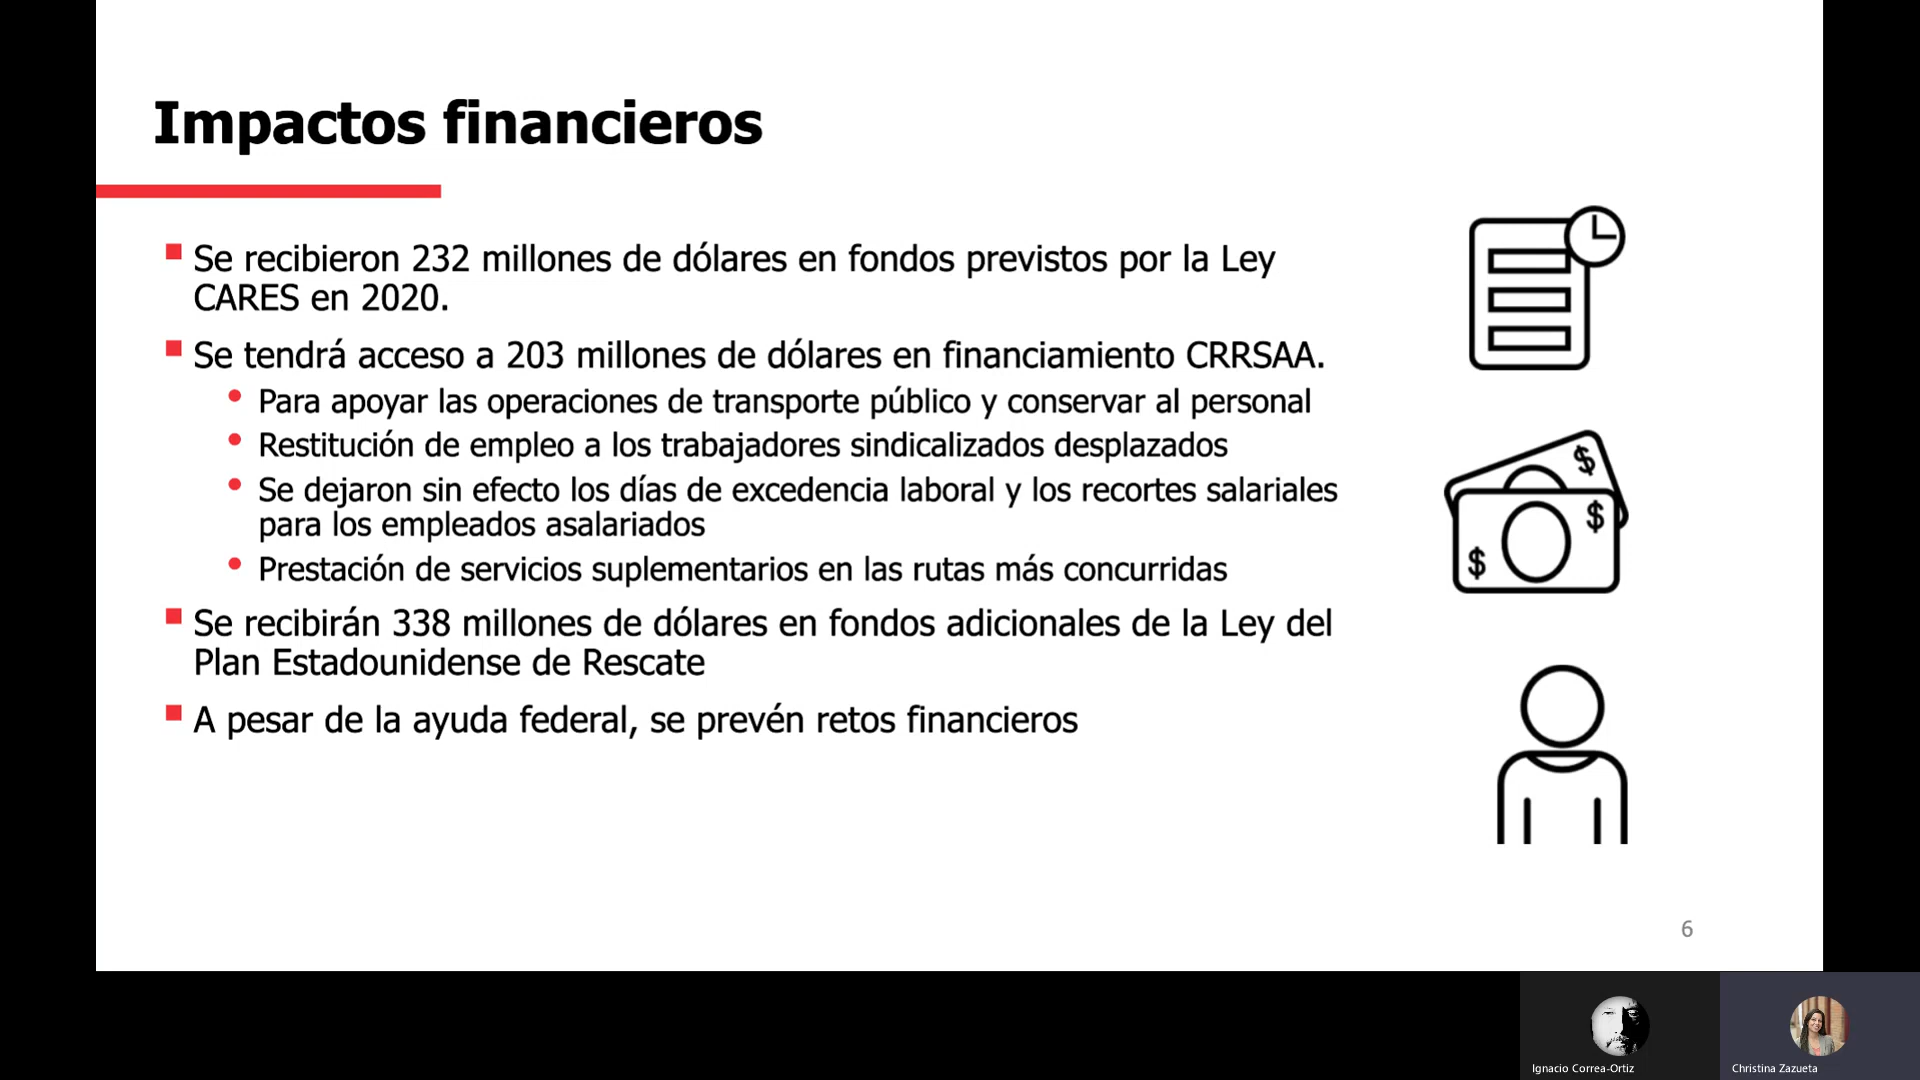 Impactos financieros
Se recibieron 232 millones de dólares en fondos previstos por la Ley
CARES en 2020.
Se tendrá acceso a 203 millones de dólares en financiamiento CRRSAA.
Para apoyar las operaciones de transporte público y conservar al personal
Restitución de empleo a los trabajadores sindicalizados desplazados
Se dejaron sin efecto los días de excedencia laboral y los recortes salariales
para los empleados asalariados
Prestación de servicios suplementarios en las rutas más concurridas
Se recibirán 338 millones de dólares en fondos adicionales de la Ley del
Plan Estadounidense de Rescate
A pesar de la ayuda federal, se prevén retos financieros
$
$
$
6
Ignacio Correa-Ortiz
Christina Zazueta